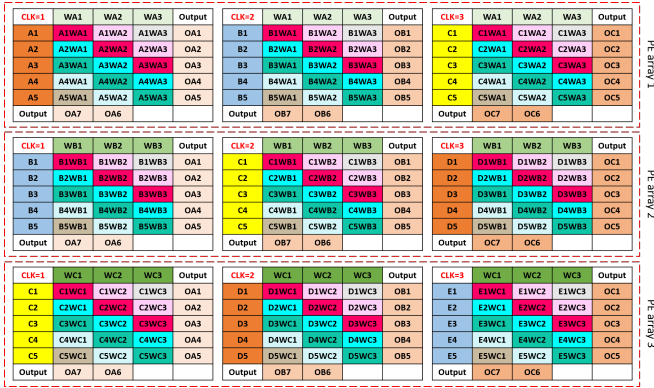 CLK=1 WA1 WA2 WA3 Output CLK=2 WA1 WA2 WA3 Output CLK=3 WA1 WA2 WA3 Output
A1 A1WA1 A1WA2 A1WA3 OA1 B1 B1WA1 B1WA2 B1WA3 OB1 C1 C1WA1 C1WA2 C1WA3 OC1
A2 A2WA1 A2WA2 A2WA3 OA2 B2 B2WA1 B2WA2 B2WA3 OB2 C2 C2WA1 C2WA2 C2WA3 OC2
A3 A3WA1 A3WA2 A3WA3 OA3 B3 B3WA1 B3WA2 B3WA3 OB3 C3 C3WA1 C3WA2 C3WA3 OC3
A4 A4WA1 A4WA2 A4WA3 OA4 B4 B4WA1 B4WA2 B4WA3 OB4 C4 C4WA1 C4WA2 C4WA3 OC4
A5 A5WA1 A5WA2 A5WA3 OA5 B5 B5WA1 B5WA2 B5WA3 OB5 C5 C5WA1 C5WA2 C5WA3 OC5
Output OA7 OA6 Output OB7 OB6 Output OC7 OC6
PE array 1
CLK=1 WB1 WB2 WB3 Output CLK=2 WB1 WB2 WB3 Output CLK=3 WB1 WB2 WB3 Output
B1 B1WB1 B1WB2 B1WB3 OA1 C1 C1WB1 C1WB2 C1WB3 OB1 D1 D1WB1 D1WB2 D1WB3 OC1
B2 B2WB1 B2WB2 B2WB3 OA2 C2 C2WB1 C2WB2 C2WB3 OB2 D2 D2WB1 D2WB2 D2WB3 OC2
B3 B3WB1 B3WB2 B3WB3 OA3 C3 C3WB1 C3WB2 C3WB3 OB3 D3 D3WB1 D3WB2 D3WB3 OC3
B4 B4WB1 B4WB2 B4WB3 OA4 C4 C4WB1 C4WB2 C4WB3 OB4 D4 D4WB1 D4WB2 D4WB3 OC4
B5 B5WB1 B5WB2 B5WB3 OA5 C5 C5WB1 C5WB2 C5WB3 OB5 D5 D5WB1 D5WB2 D5WB3 OC5
Output OA7 OA6 Output OB7 OB6 Output OC7 OC6
PE array 2
CLK=1 WC1 WC2 WC3 Output CLK=2 WC1 WC2 WC3 Output CLK=3 WC1 WC2 WC3 Output
C1 C1WC1 C1WC2 C1WC3 OA1 D1 D1WC1 D1WC2 D1WC3 OB1 E1 E1WC1 E1WC2 E1WC3 OC1
C2 C2WC1 C2WC2 C2WC3 OA2 D2 D2WC1 D2WC2 D2WC3 OB2 E2 E2WC1 E2WC2 E2WC3 OC2
C3 C3WC1 C3WC2 C3WC3 OA3 D3 D3WC1 D3WC2 D3WC3 OB3 E3 E3WC1 E3WC2 E3WC3 OC3
C4 C4WC1 C4WC2 C4WC3 OA4 D4 D4WC1 D4WC2 D4WC3 OB4 E4 E4WC1 E4WC2 E4WC3 OC4
C5 C5WC1 C5WC2 C5WC3 OA5 D5 D5WC1 D5WC2 D5WC3 OB5 E5 E5WC1 E5WC2 E5WC3 OC5
Output OA7 OA6 Output OB7 OB6 Output OC7 OC6
PE array 3